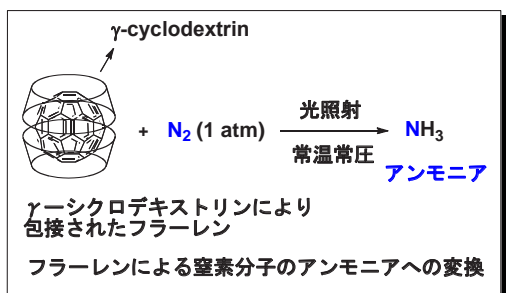 γ-cyclodextrin
+ N2 (1 atm) 光照射 NH3
常温常圧
アンモニア
γーシクロデキストリンにより
包接されたフラーレン
フラーレンによる窒素分子のアンモニアへの変換